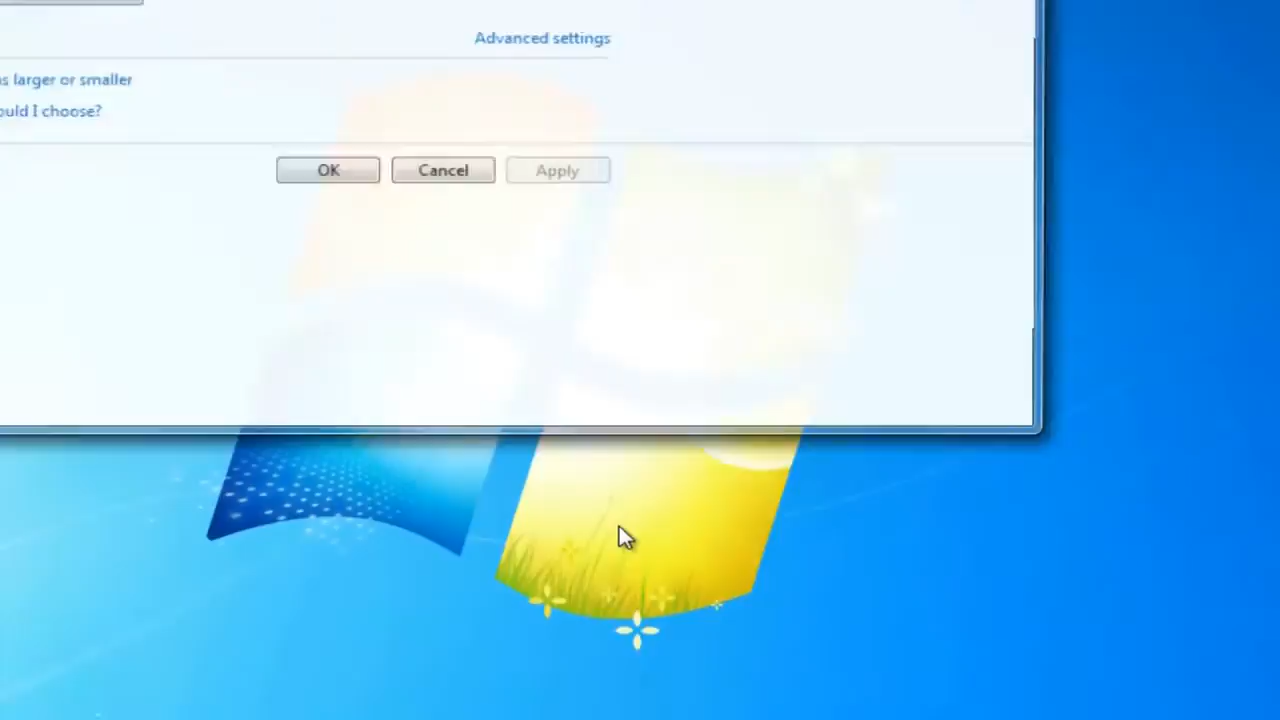 Advanced settings
s larger or smaller
ould I choose?
OK Cancel Apply